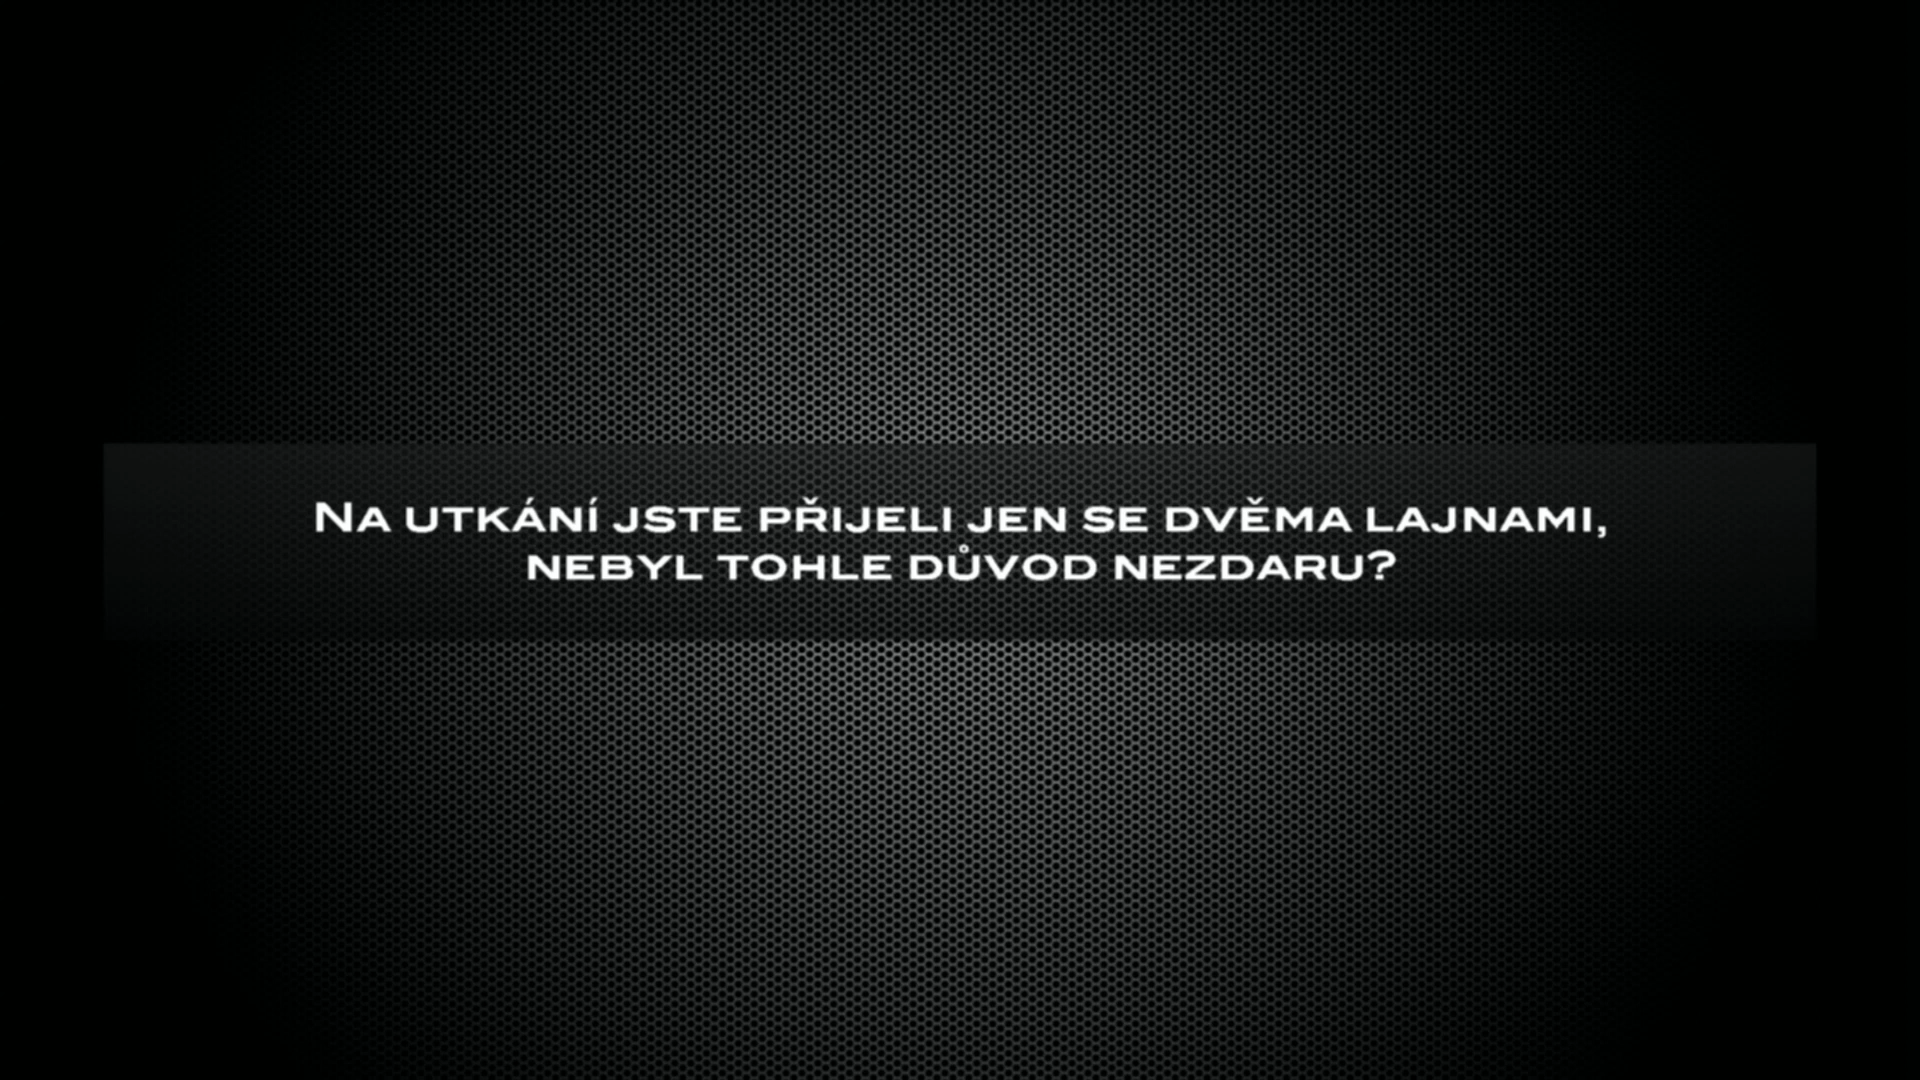 Na utkání jste přijeli jen se dvěma lajnami,
nebyl tohle důvod nezdaru?